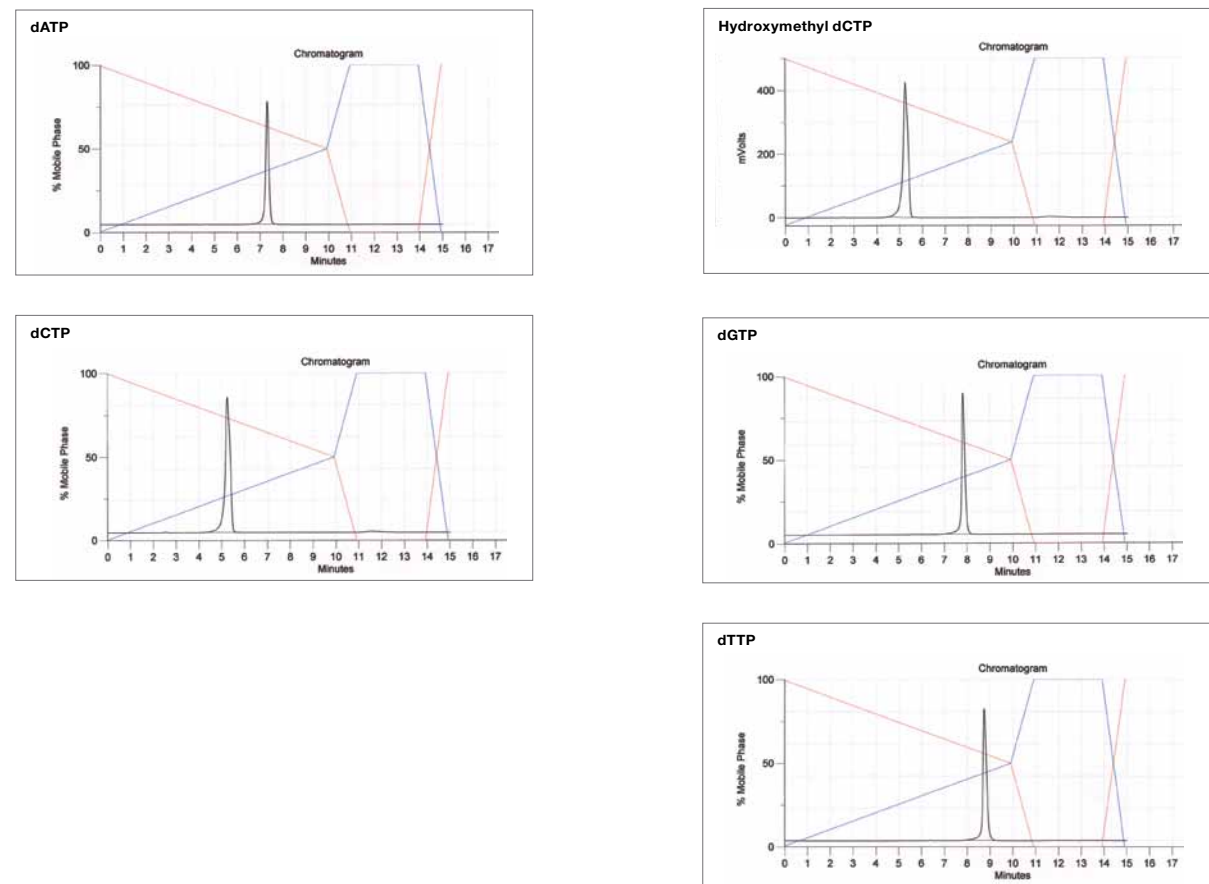 dATP
Chromatogram
% Mobile Phase
100
50
0
0 1 2 3 4 5 6 7 8 9 10 11 12 13 14 15 16 17
Minutes
Hydroxymethyl dCTP
Chromatogram
mVolts
400
200
0
0 1 2 3 4 5 6 7 8 9 10 11 12 13 14 15 16 17
dCTP
Chromatogram
% Mobile Phase
100
50
0
0 1 2 3 4 5 6 7 8 9 10 11 12 13 14 15 16 17
Minutes
dGTP
Chromatogram
% Mobile Phase
100
50
0
0 1 2 3 4 5 6 7 8 9 10 11 12 13 14 15 16 17
Minutes
dTTP
Chromatogram
% Mobile Phase
100
50
0
0 1 2 3 4 5 6 7 8 9 10 11 12 13 14 15 16 17
Minutes